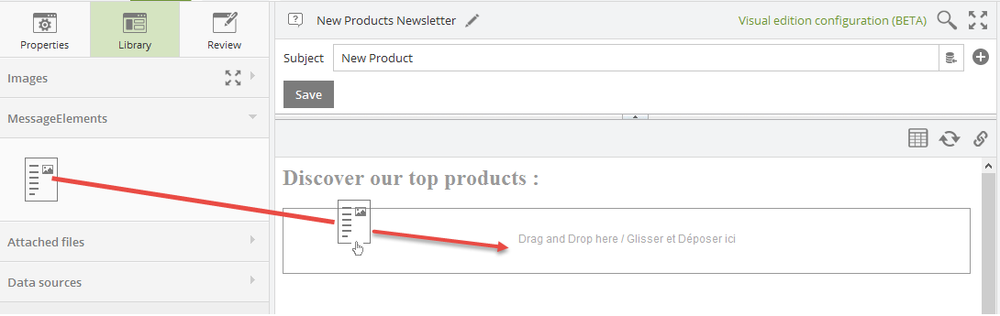 Properties
Library
Review
Images
MessageElements
Attached files
Data sources
New Products Newsletter
Visual edition configuration (BETA)
Subject
New Product
Save
Discover our top products :
Drag and Drop here / Glisser et Déposer ici